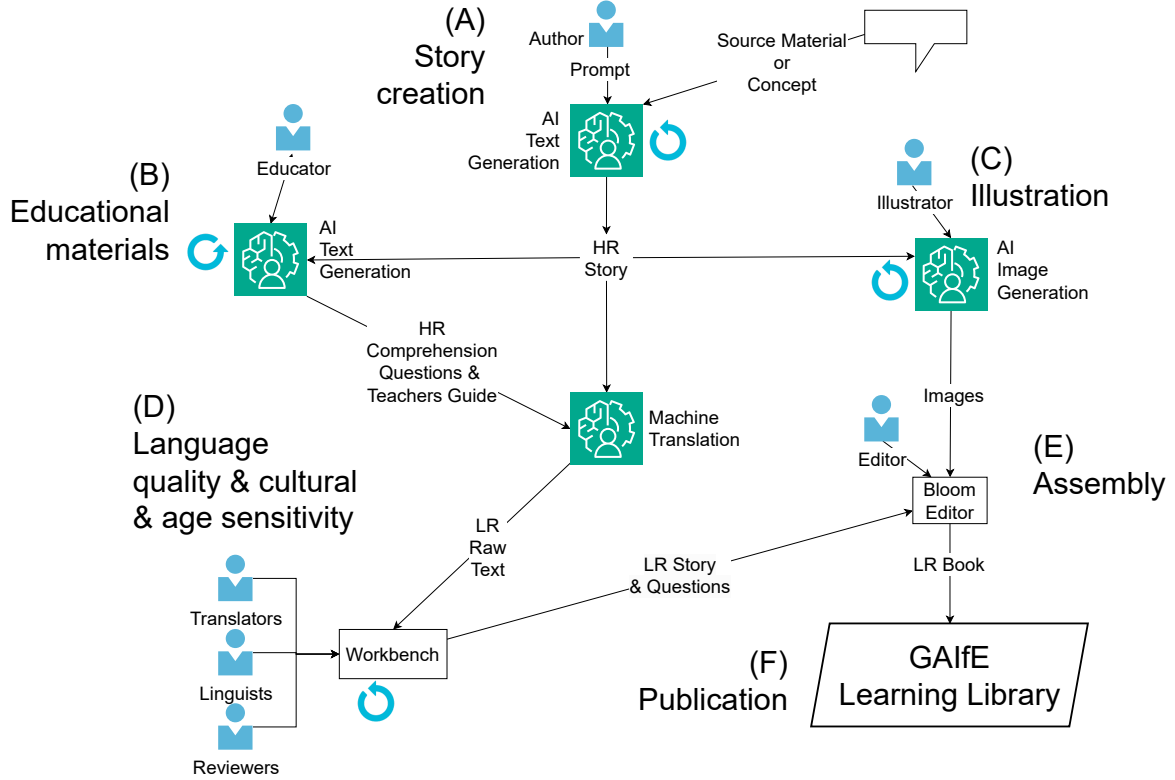 (A)
Story
creation
Author
Prompt
Source Material
or
Concept
AI
Text
Generation
(B)
Educational
materials
Educator
AI
Text
Generation
HR
Story
(C)
Illustration
Illustrator
AI
Image
Generation
HR
Comprehension
Questions &
Teachers Guide
Machine
Translation
Images
(D)
Language
quality & cultural
& age sensitivity
Editor
Bloom
Editor
(E)
Assembly
LR
Raw
Text
LR Story
& Questions
LR Book
Translators
Linguists
Reviewers
Workbench
(F)
Publication
GAIfE
Learning Library